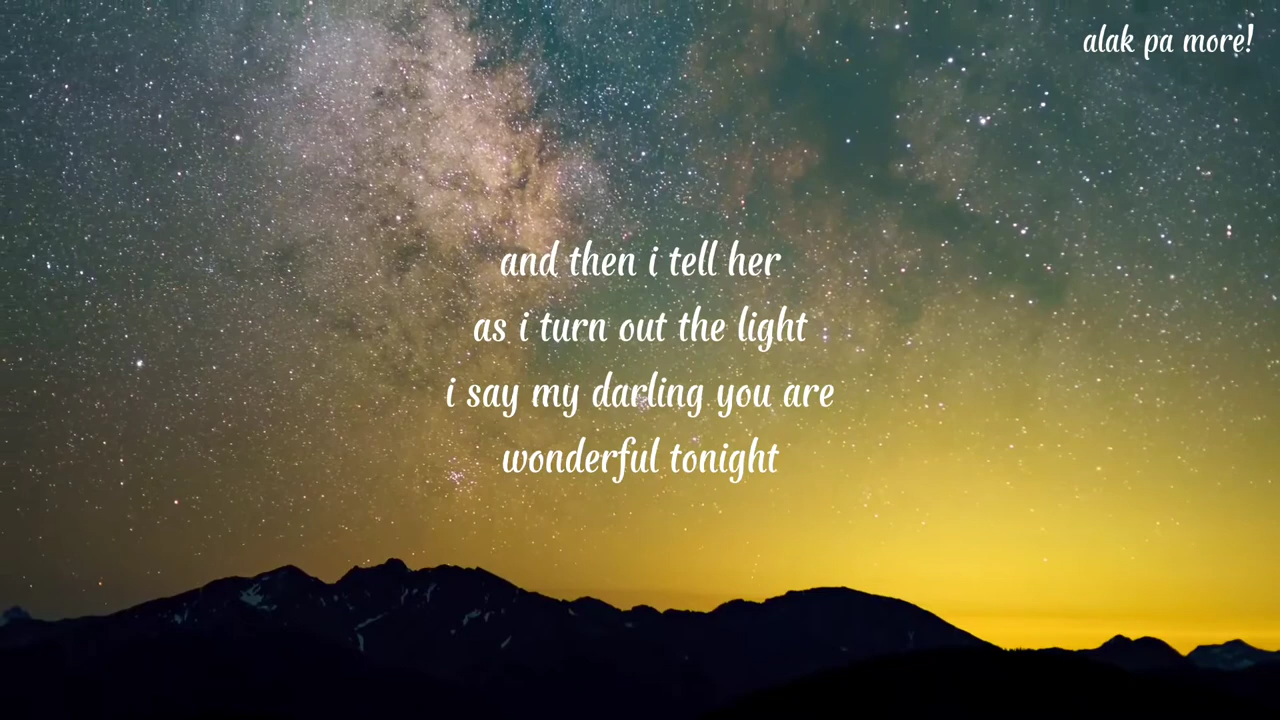 alak pa more!
and then i tell her
as i turn out the light
i say my darling you are
wonderful tonight